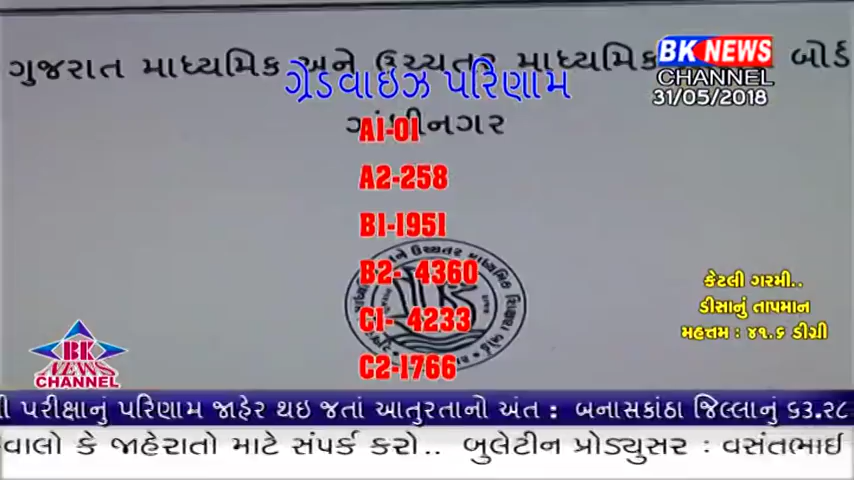 ગુજરાત માધ્યમિક અને ઉચ્ચતર માધ્યમિક
બોર્ડ
BK NEWS
CHANNEL
31/05/2018
ગ્રેડવાઇઝ પરિણામ
A1-01
A2-258
B1-1951
B2- 4360
C1- 4233
C2-1766
કેટલી ગરમી..
ડીસાનું તાપમાન
મહત્તમ : ૪૧.૬ ડીગ્રી
BK
NEWS
CHANNEL
પરીક્ષાનું પરિણામ જાહેર થઇ જતાં આતુરતાનો અંત : બનાસકાંઠા જિલ્લાનું ૬૩.૨૮
વાલો કે જાહેરાતો માટે સંપર્ક કરો.. બુલેટીન પ્રોડ્યુસર : વસંતભાઈ